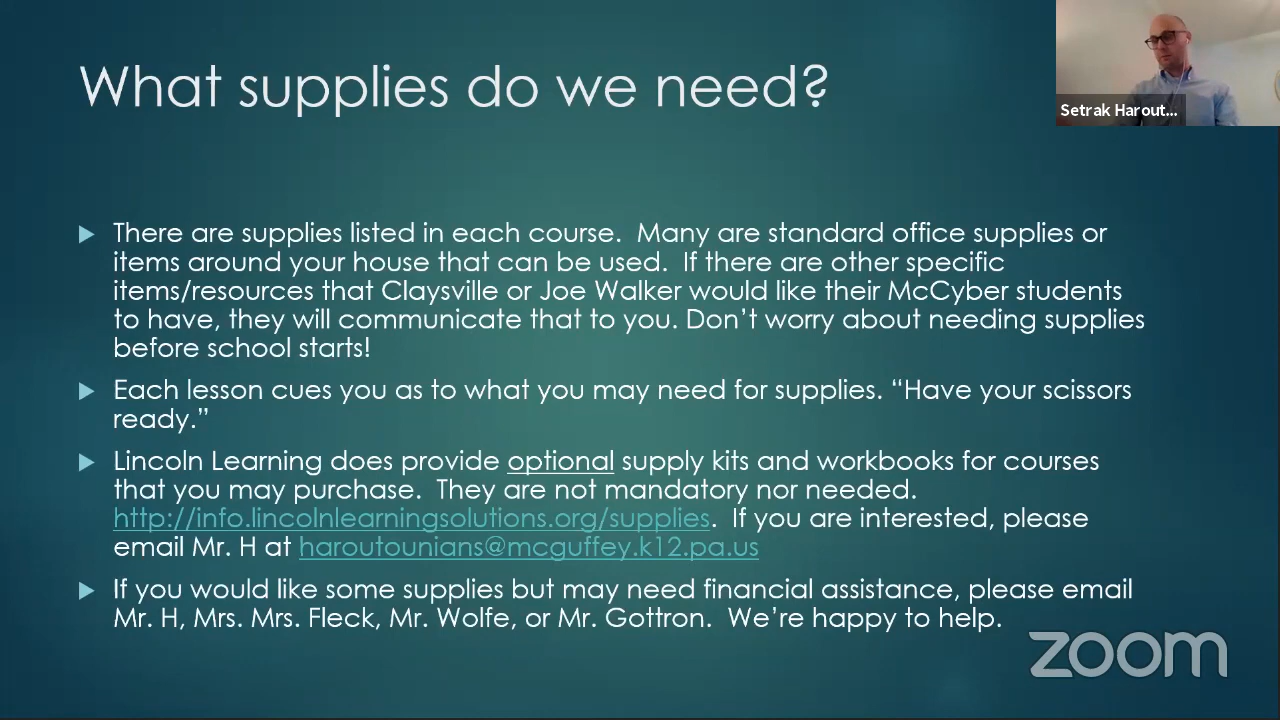 What supplies do we need?
Setrak Harout...
There are supplies listed in each course.  Many are standard office supplies or
items around your house that can be used.  If there are other specific
items/resources that Claysville or Joe Walker would like their McCyber students
to have, they will communicate that to you. Don’t worry about needing supplies
before school starts!
Each lesson cues you as to what you may need for supplies. “Have your scissors
ready.”
Lincoln Learning does provide optional supply kits and workbooks for courses
that you may purchase.  They are not mandatory nor needed.
http://info.lincolnlearningsolutions.org/supplies.  If you are interested, please
email Mr. H at haroutounians@mcguffey.k12.pa.us
If you would like some supplies but may need financial assistance, please email
Mr. H, Mrs. Mrs. Fleck, Mr. Wolfe, or Mr. Gottron.  We’re happy to help.
zoom